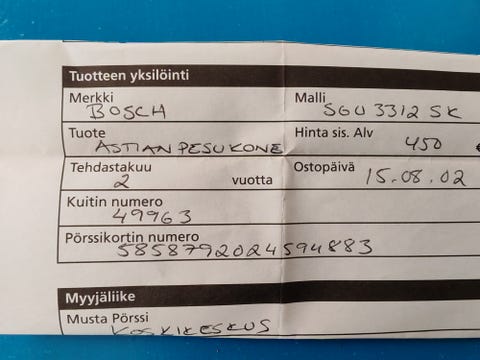 Tuotteen yksilöinti
Merkki Malli
BOSCH SGU 3312 SK
Tuote Hinta sis. Alv
ASTIANPESUKONE 450 €
Tehdastakuu Ostopäivä
2 vuotta 15.08.02
Kuitin numero
49963
Pörssikortin numero
5858792024594883
Myyjäliike
Musta Pörssi
KOSKIKESKUS